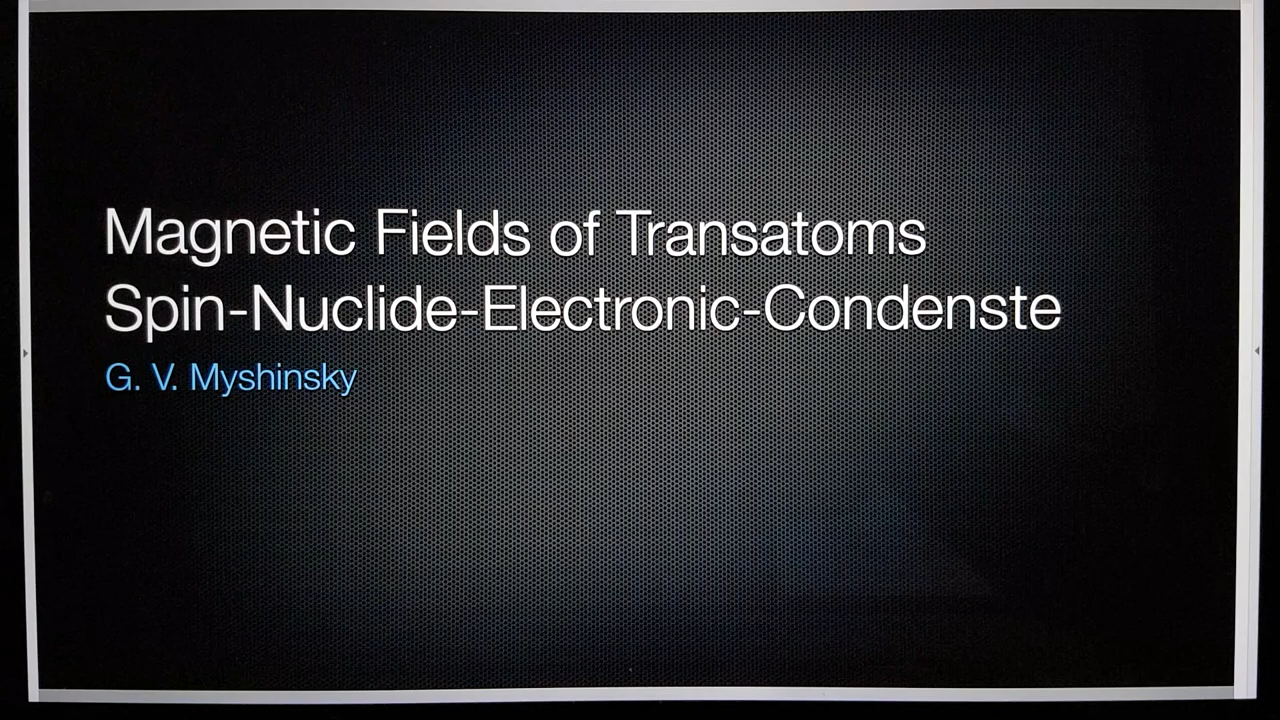 Magnetic Fields of Transatoms
Spin-Nuclide-Electronic-Condenste
G. V. Myshinsky